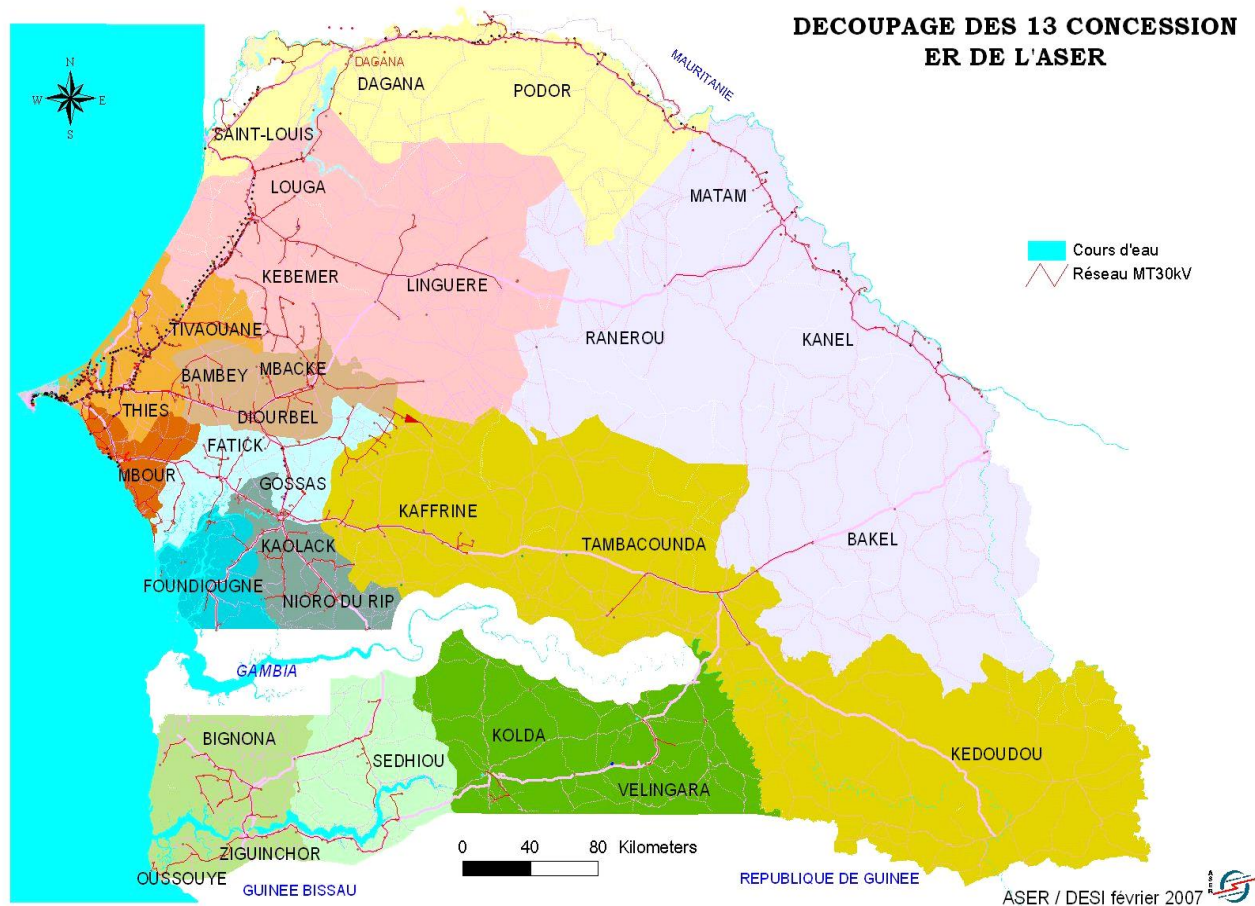 DECOUPAGE DES 13 CONCESSION
ER DE L'ASER
N
W E
S
MAURITANIE
DAGANA
DAGANA
PODOR
SAINT-LOUIS
LOUGA
MATAM
Cours d'eau
Réseau MT30kV
KEBEMER
LINGUERE
TIVAOUANE
RANEROU
KANEL
BAMBEY
MBACKE
THIES
DIOURBEL
FATICK
MBOUR
GOSSAS
KAFFRINE
KAOLACK
TAMBACOUNDA
BAKEL
FOUNDIOUGNE
NIORO DU RIP
GAMBIA
BIGNONA
KOLDA
SEDHIOU
KEDOUDOU
VELINGARA
ZIGUINCHOR
0 40 80 Kilometers
OUSSOUYE
GUINEE BISSAU
REPUBLIQUE DE GUINEE
ASER / DESI février 2007
ASER